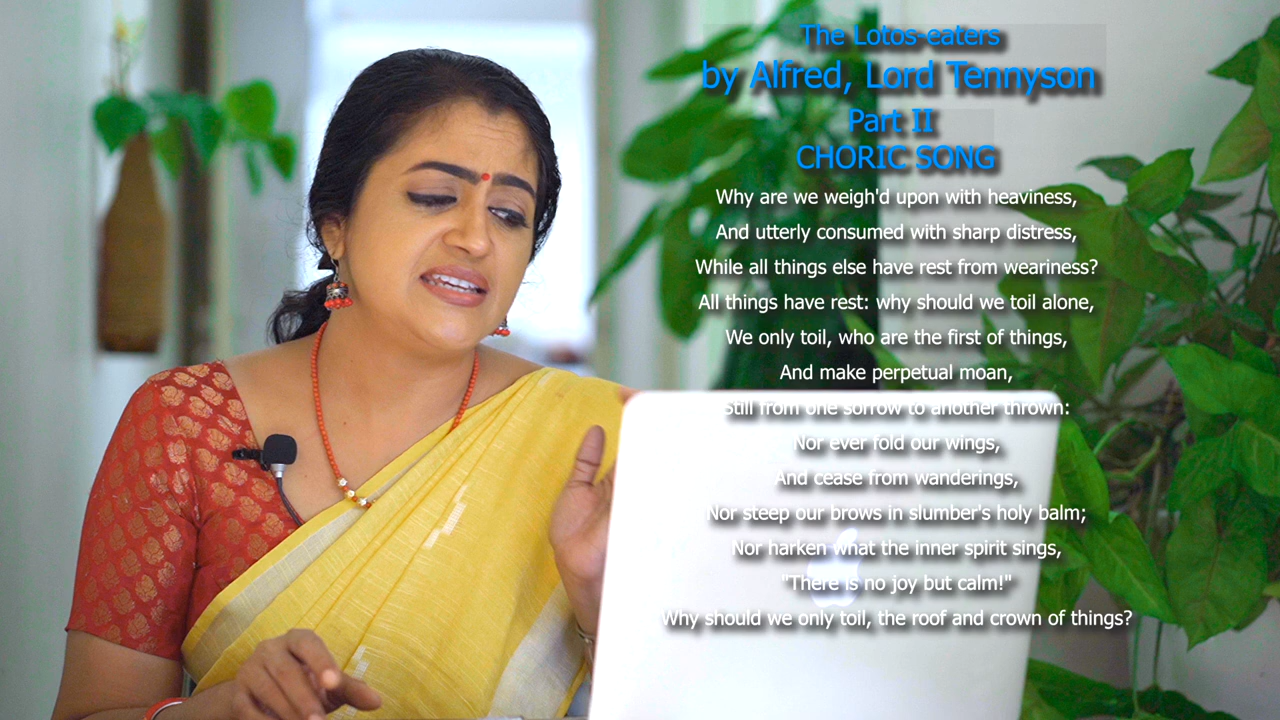 The Lotos-eaters
by Alfred, Lord Tennyson
Part II
CHORIC SONG
Why are we weigh'd upon with heaviness,
And utterly consumed with sharp distress,
While all things else have rest from weariness?
All things have rest: why should we toil alone,
We only toil, who are the first of things,
And make perpetual moan,
Still from one sorrow to another thrown:
Nor ever fold our wings,
And cease from wanderings,
Nor steep our brows in slumber's holy balm;
Nor harken what the inner spirit sings,
"There is no joy but calm!"
Why should we only toil, the roof and crown of things?